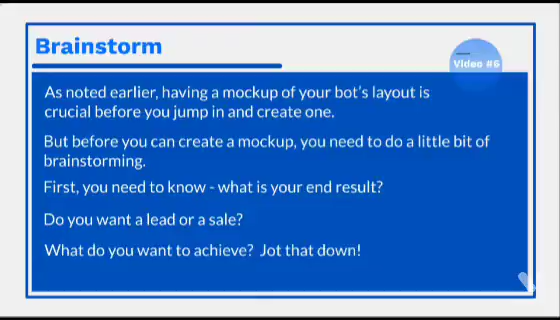 Brainstorm
Video #6
As noted earlier, having a mockup of your bot's layout is
crucial before you jump in and create one.
But before you can create a mockup, you need to do a little bit of
brainstorming.
First, you need to know - what is your end result?
Do you want a lead or a sale?
What do you want to achieve? Jot that down!